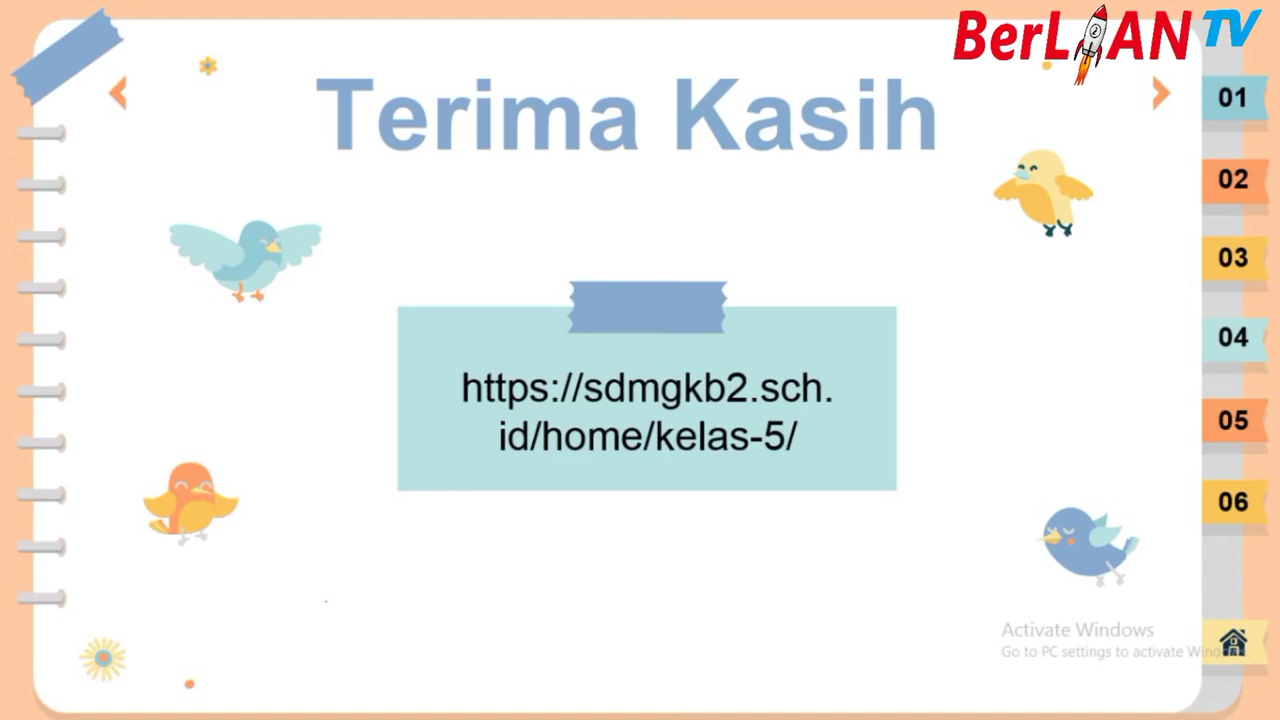 BerLIAN TV
Terima Kasih
01
02
03
04
05
06
https://sdmgkb2.sch.
id/home/kelas-5/
Activate Windows
Go to PC settings to activate Windows.